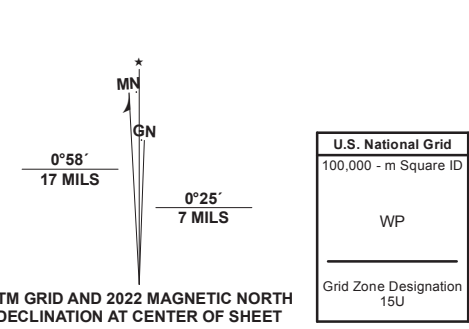 ★
MN
GN
0°58´
17 MILS
0°25´
7 MILS
TM GRID AND 2022 MAGNETIC NORTH
DECLINATION AT CENTER OF SHEET
U.S. National Grid
100,000 - m Square ID
WP
Grid Zone Designation
15U